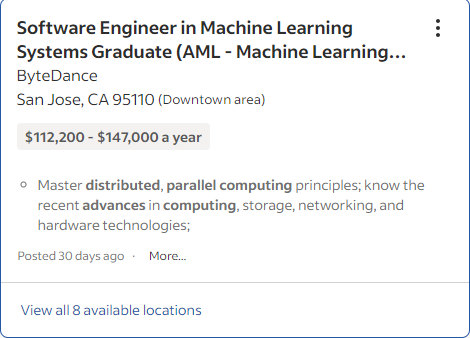 Software Engineer in Machine Learning
Systems Graduate (AML - Machine Learning...
ByteDance
San Jose, CA 95110 (Downtown area)
$112,200 - $147,000 a year
Master distributed, parallel computing principles; know the
recent advances in computing, storage, networking, and
hardware technologies;
Posted 30 days ago · More...
View all 8 available locations